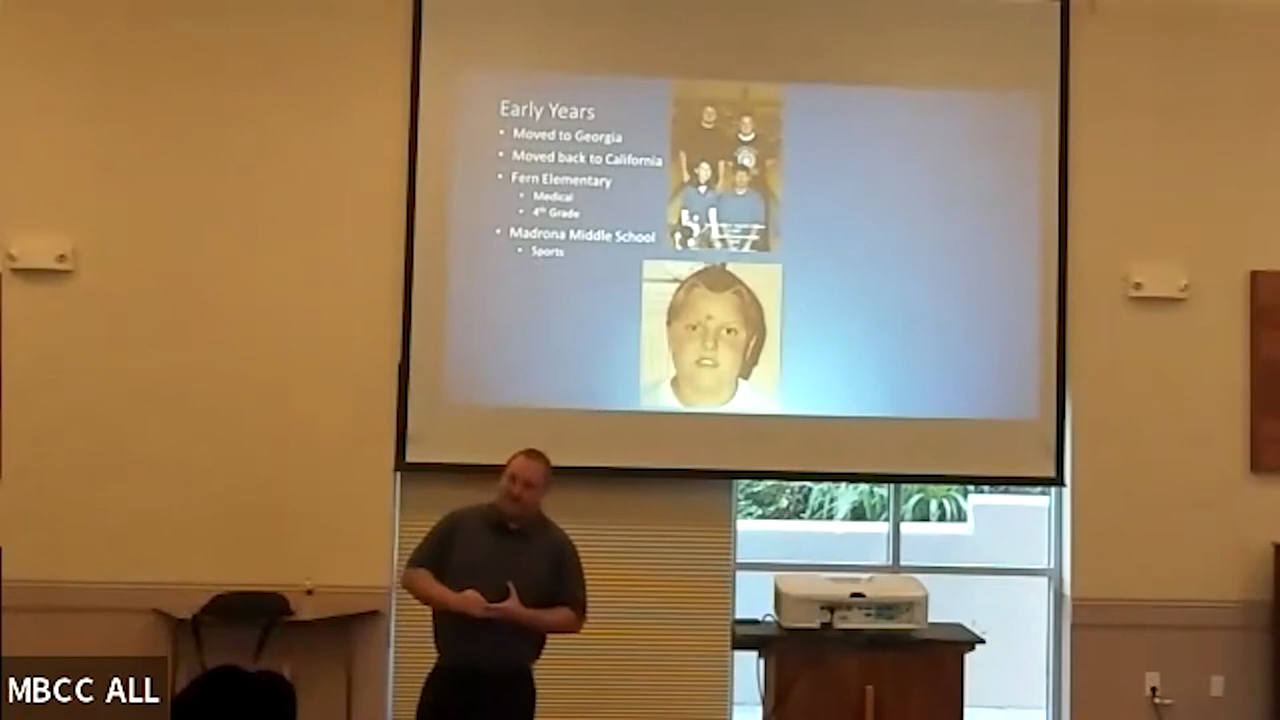 Early Years
• Moved to Georgia
• Moved back to California
• Fern Elementary
• Medical
• 4th Grade
• Madrona Middle School
• Sports
MBCC ALL